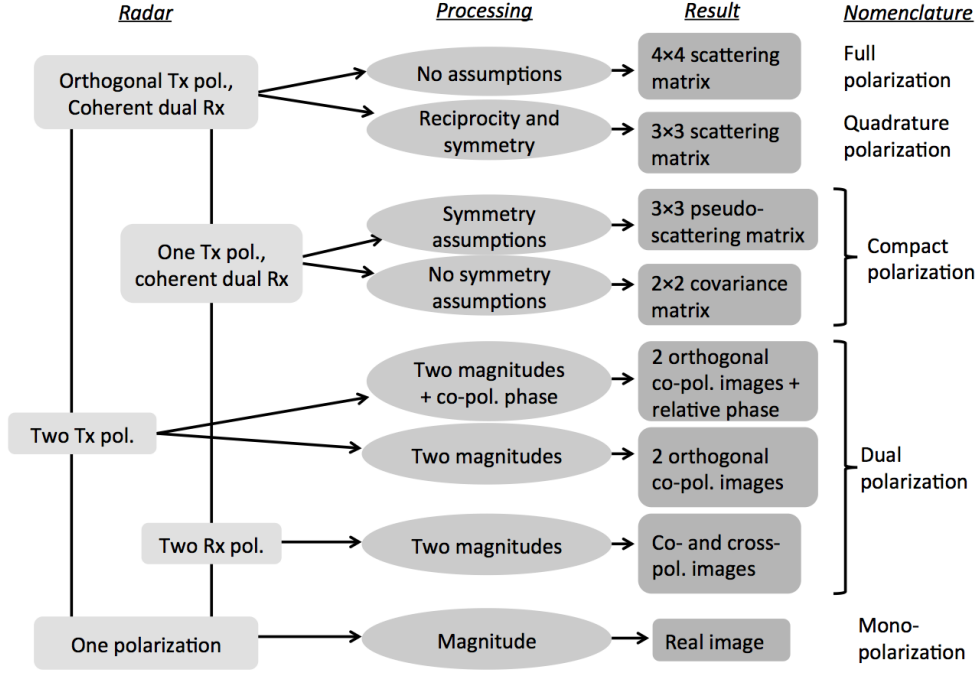 Radar
Processing
Result
Nomenclature
Orthogonal Tx pol.,
Coherent dual Rx
No assumptions
4×4 scattering
matrix
Full
polarization
Reciprocity and
symmetry
3×3 scattering
matrix
Quadrature
polarization
One Tx pol.,
coherent dual Rx
Symmetry
assumptions
3×3 pseudo-
scattering matrix
No symmetry
assumptions
2×2 covariance
matrix
Compact
polarization
Two Tx pol.
Two magnitudes
+ co-pol. phase
2 orthogonal
co-pol. images +
relative phase
Two magnitudes
2 orthogonal
co-pol. images
Dual
polarization
Two Rx pol.
Two magnitudes
Co- and cross-
pol. images
One polarization
Magnitude
Real image
Mono-
polarization